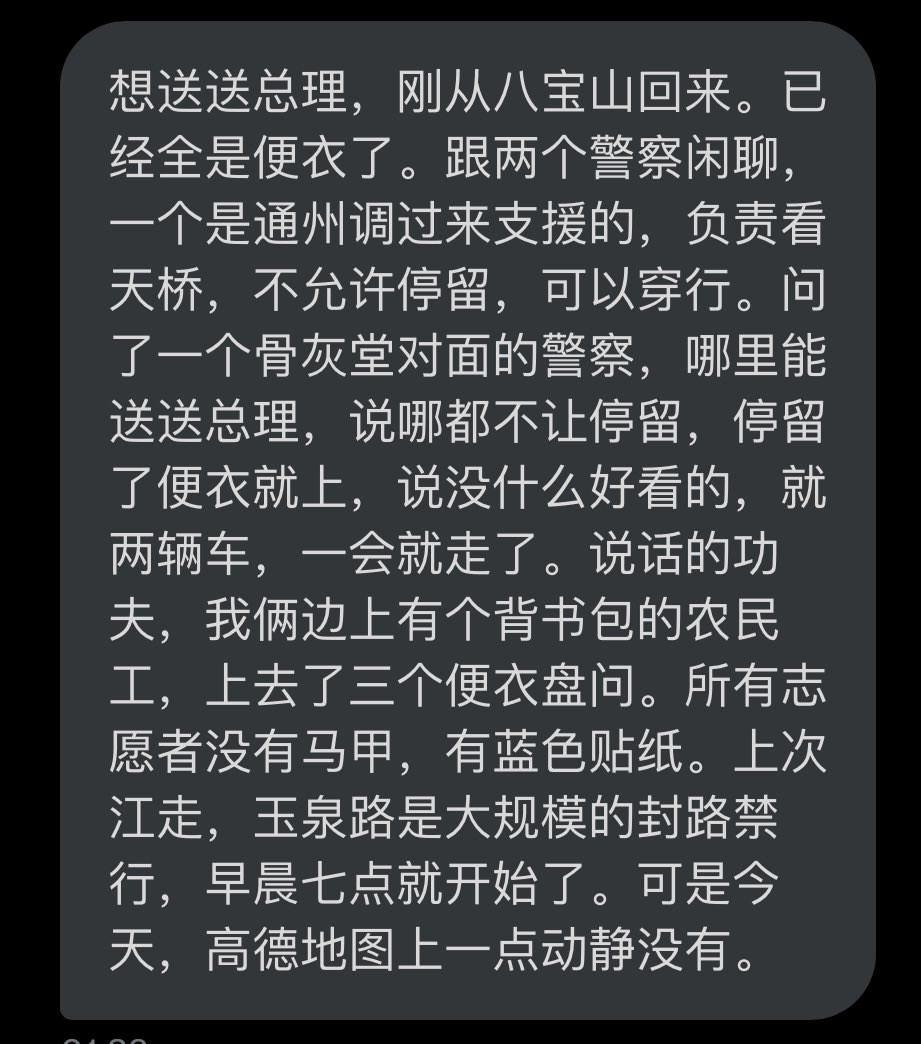 想送送总理，刚从八宝山回来。已
经全是便衣了。跟两个警察闲聊，
一个是通州调过来支援的，负责看
天桥，不允许停留，可以穿行。问
了一个骨灰堂对面的警察，哪里能
送送总理，说哪都不让停留，停留
了便衣就上，说没什么好看的，就
两辆车，一会就走了。说话的功
夫，我俩边上有个背书包的农民
工，上去了三个便衣盘问。所有志
愿者没有马甲，有蓝色贴纸。上次
江走，玉泉路是大规模的封路禁
行，早晨七点就开始了。可是今
天，高德地图上一点动静没有。